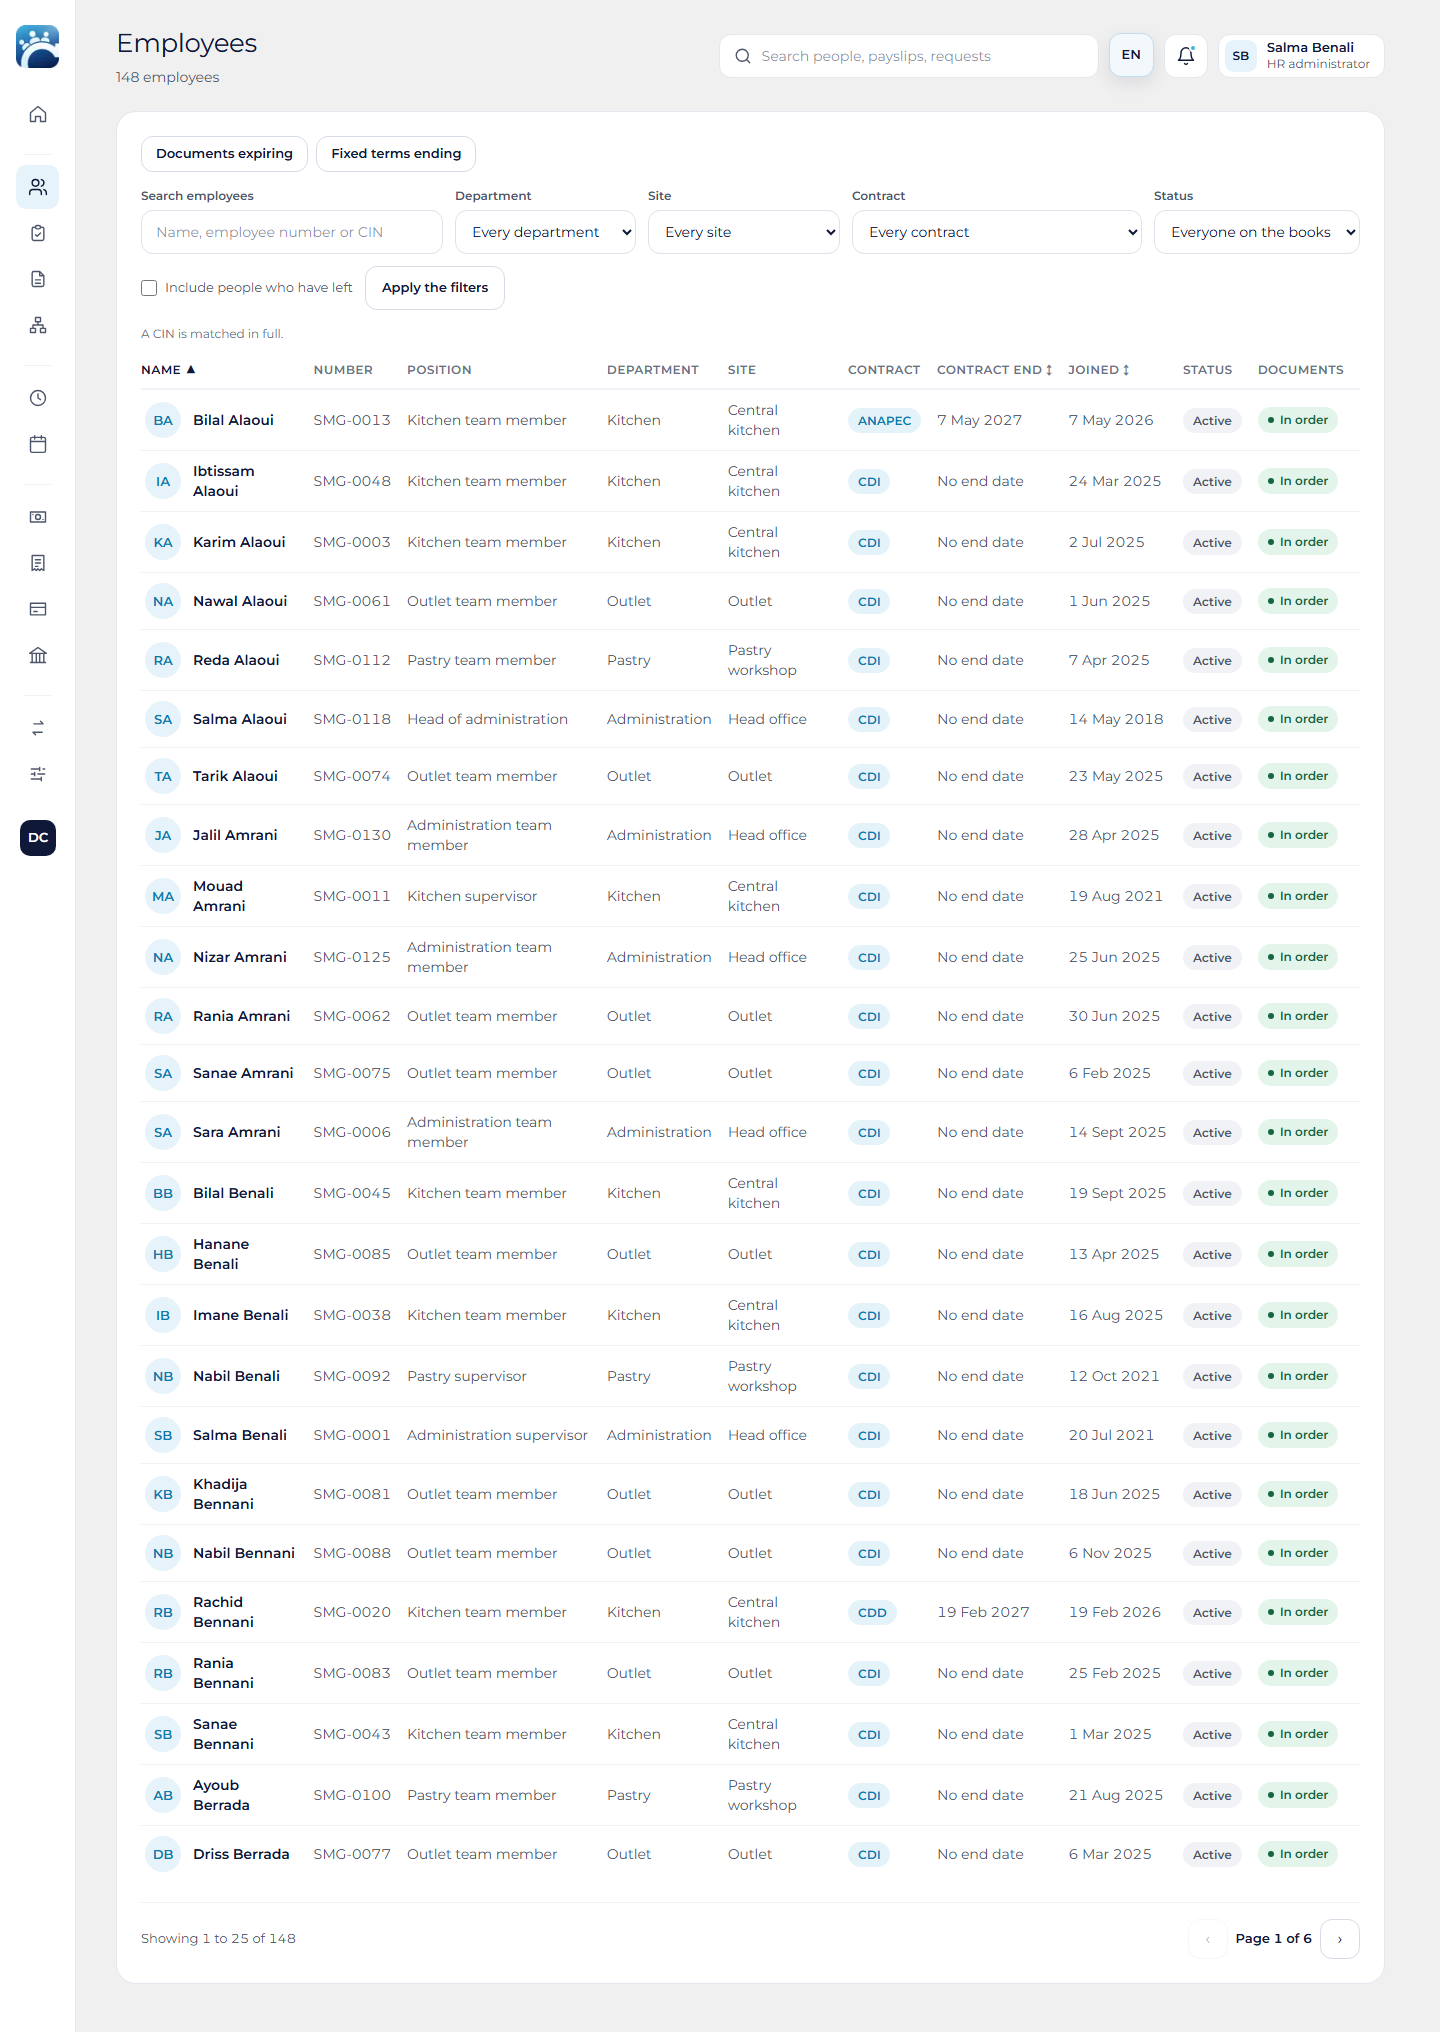 Employees
148 employees
Search people, payslips, requests
EN
SB
Salma Benali
HR administrator
Documents expiring
Fixed terms ending
Search employees
Department
Site
Contract
Status
Name, employee number or CIN
Every department
Every site
Every contract
Everyone on the books
Include people who have left
Apply the filters
A CIN is matched in full.
NAME ▲ NUMBER POSITION DEPARTMENT SITE CONTRACT CONTRACT END ↕ JOINED ↕ STATUS DOCUMENTS
BA Bilal Alaoui SMG-0013 Kitchen team member Kitchen Central kitchen ANAPEC 7 May 2027 7 May 2026 Active In order
IA Ibtissam Alaoui SMG-0048 Kitchen team member Kitchen Central kitchen CDI No end date 24 Mar 2025 Active In order
KA Karim Alaoui SMG-0003 Kitchen team member Kitchen Central kitchen CDI No end date 2 Jul 2025 Active In order
NA Nawal Alaoui SMG-0061 Outlet team member Outlet Outlet CDI No end date 1 Jun 2025 Active In order
RA Reda Alaoui SMG-0112 Pastry team member Pastry Pastry workshop CDI No end date 7 Apr 2025 Active In order
SA Salma Alaoui SMG-0118 Head of administration Administration Head office CDI No end date 14 May 2018 Active In order
TA Tarik Alaoui SMG-0074 Outlet team member Outlet Outlet CDI No end date 23 May 2025 Active In order
JA Jalil Amrani SMG-0130 Administration team member Administration Head office CDI No end date 28 Apr 2025 Active In order
MA Mouad Amrani SMG-0011 Kitchen supervisor Kitchen Central kitchen CDI No end date 19 Aug 2021 Active In order
NA Nizar Amrani SMG-0125 Administration team member Administration Head office CDI No end date 25 Jun 2025 Active In order
RA Rania Amrani SMG-0062 Outlet team member Outlet Outlet CDI No end date 30 Jun 2025 Active In order
SA Sanae Amrani SMG-0075 Outlet team member Outlet Outlet CDI No end date 6 Feb 2025 Active In order
SA Sara Amrani SMG-0006 Administration team member Administration Head office CDI No end date 14 Sept 2025 Active In order
BB Bilal Benali SMG-0045 Kitchen team member Kitchen Central kitchen CDI No end date 19 Sept 2025 Active In order
HB Hanane Benali SMG-0085 Outlet team member Outlet Outlet CDI No end date 13 Apr 2025 Active In order
IB Imane Benali SMG-0038 Kitchen team member Kitchen Central kitchen CDI No end date 16 Aug 2025 Active In order
NB Nabil Benali SMG-0092 Pastry supervisor Pastry Pastry workshop CDI No end date 12 Oct 2021 Active In order
SB Salma Benali SMG-0001 Administration supervisor Administration Head office CDI No end date 20 Jul 2021 Active In order
KB Khadija Bennani SMG-0081 Outlet team member Outlet Outlet CDI No end date 18 Jun 2025 Active In order
NB Nabil Bennani SMG-0088 Outlet team member Outlet Outlet CDI No end date 6 Nov 2025 Active In order
RB Rachid Bennani SMG-0020 Kitchen team member Kitchen Central kitchen CDD 19 Feb 2027 19 Feb 2026 Active In order
RB Rania Bennani SMG-0083 Outlet team member Outlet Outlet CDI No end date 25 Feb 2025 Active In order
SB Sanae Bennani SMG-0043 Kitchen team member Kitchen Central kitchen CDI No end date 1 Mar 2025 Active In order
AB Ayoub Berrada SMG-0100 Pastry team member Pastry Pastry workshop CDI No end date 21 Aug 2025 Active In order
DB Driss Berrada SMG-0077 Outlet team member Outlet Outlet CDI No end date 6 Mar 2025 Active In order
Showing 1 to 25 of 148
‹ Page 1 of 6 ›
DC